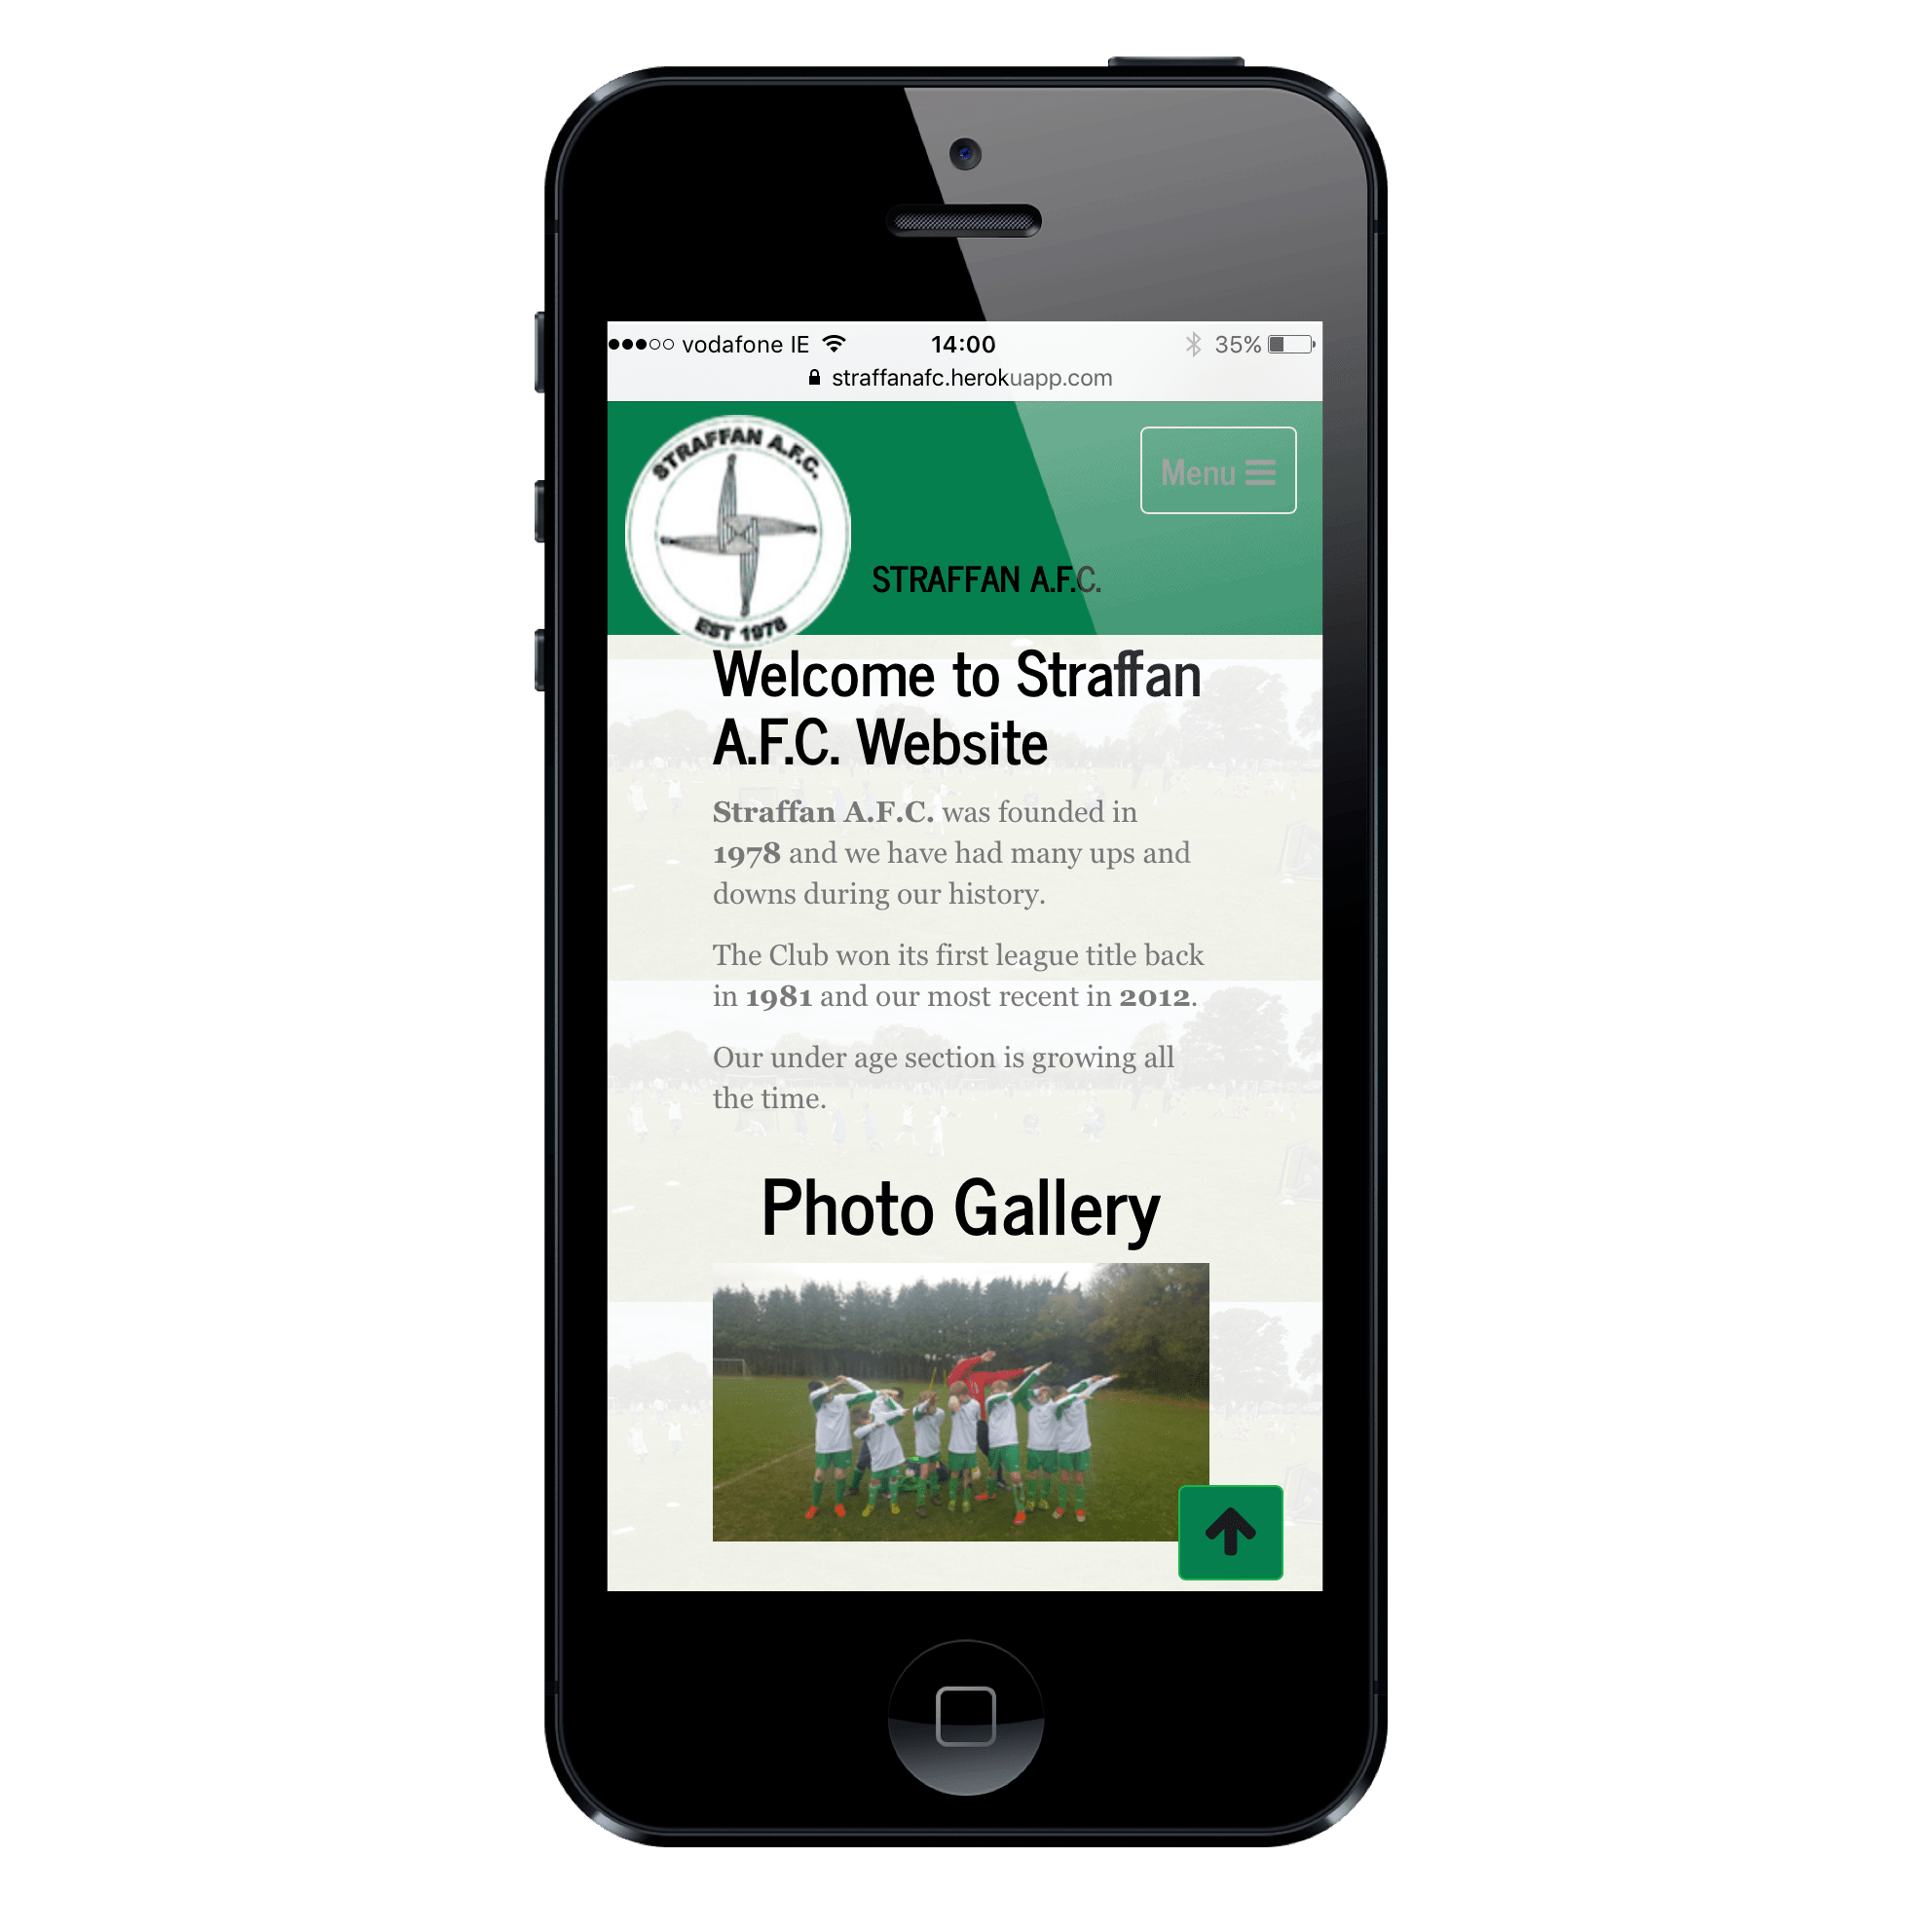 vodafone IE 14:00 35%
straffanafc.herokuapp.com
STRAFFAN A.F.C.
EST 1978
Menu
STRAFFAN A.F.C.
Welcome to Straffan
A.F.C. Website
Straffan A.F.C. was founded in
1978 and we have had many ups and
downs during our history.
The Club won its first league title back
in 1981 and our most recent in 2012.
Our under age section is growing all
the time.
Photo Gallery